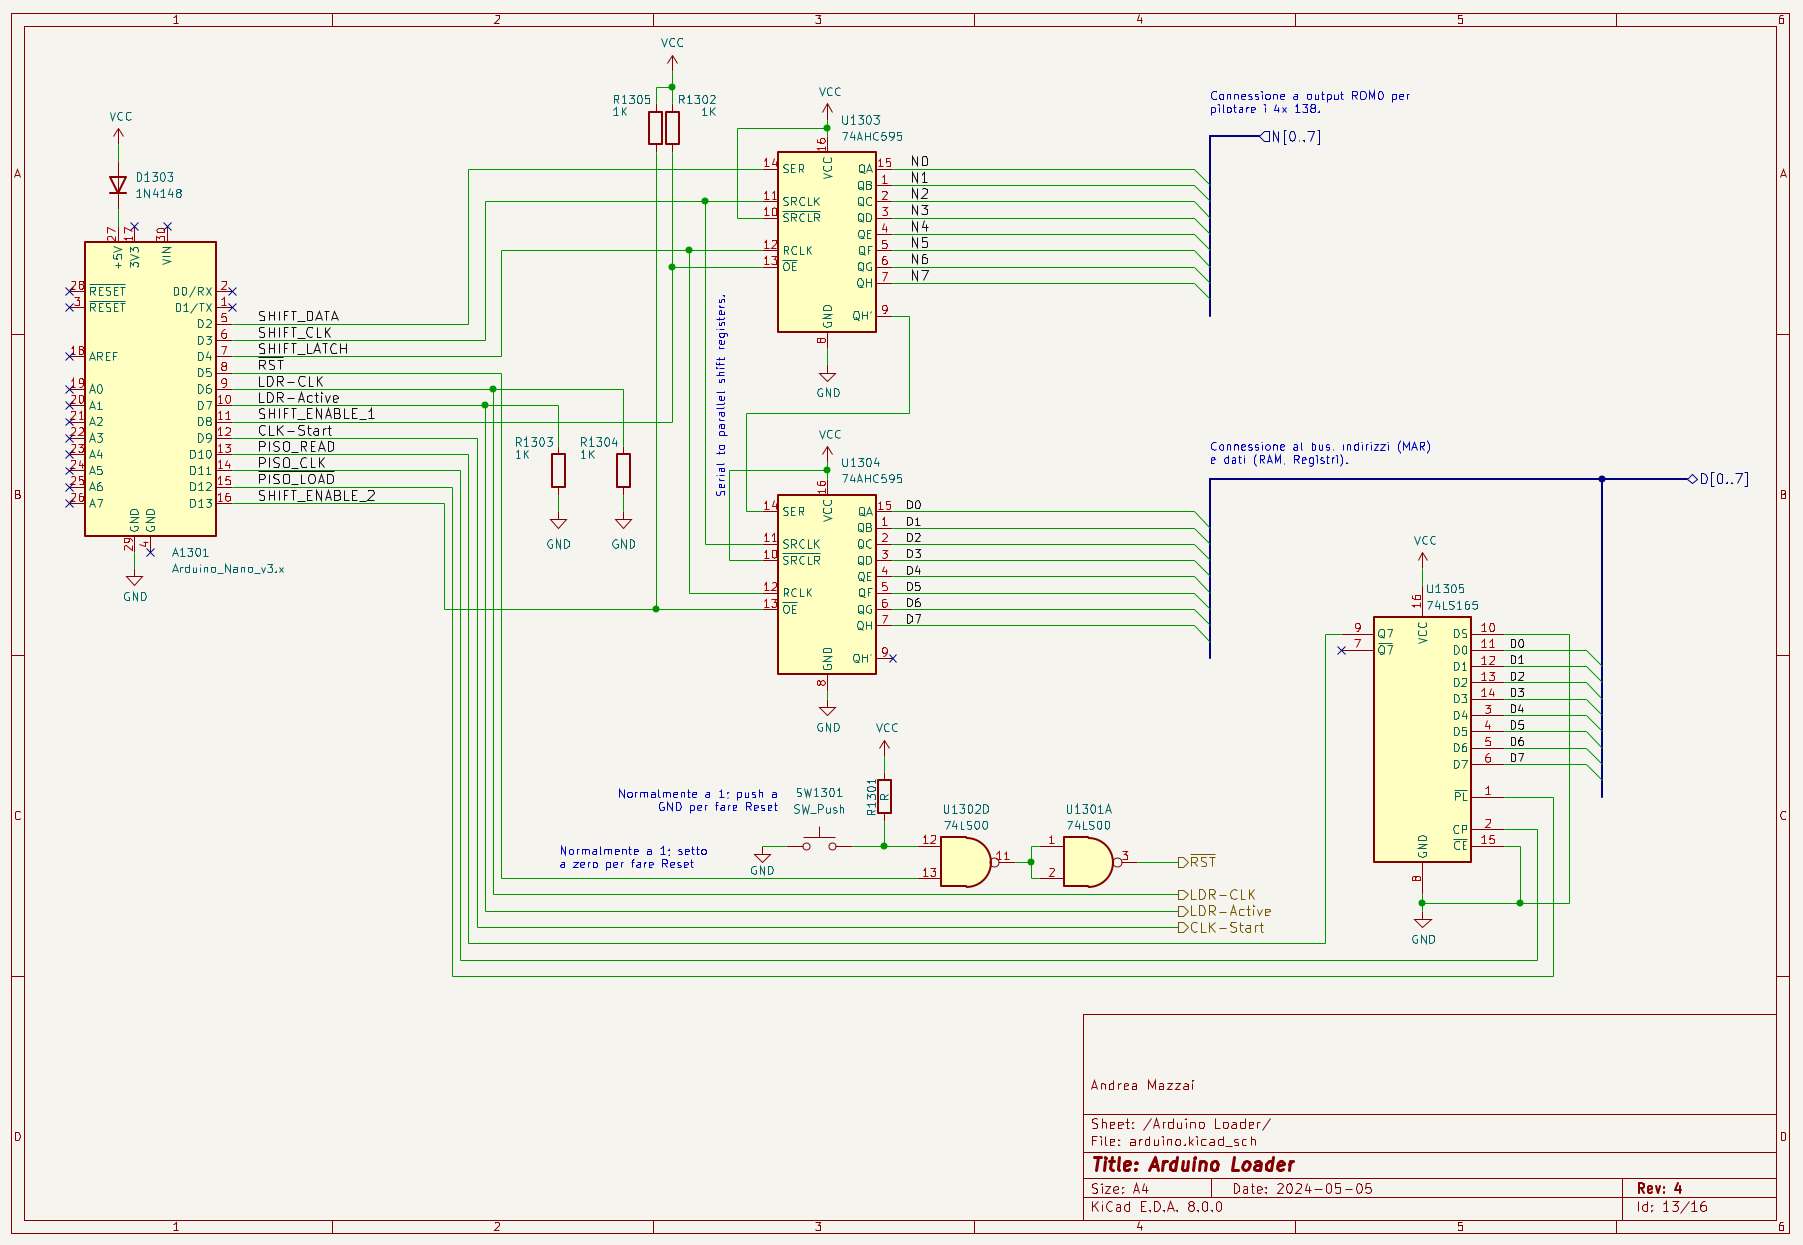 1 2 3 4 5 6
A
B
C
D
VCC
D1303
1N4148
27
17
30
+5V
3V3
VIN
28 RESET
3 RESET
18 AREF
19 A0
20 A1
21 A2
22 A3
23 A4
24 A5
25 A6
26 A7
D0/RX 2
D1/TX 1
D2 5 SHIFT_DATA
D3 6 SHIFT_CLK
D4 7 SHIFT_LATCH
D5 8 RST
D6 9 LDR-CLK
D7 10 LDR-Active
D8 11 SHIFT_ENABLE_1
D9 12 CLK-Start
D10 13 PISO_READ
D11 14 PISO_CLK
D12 15 PISO_LOAD
D13 16 SHIFT_ENABLE_2
GND
GND
29
4
A1301
Arduino_Nano_v3.x
GND
VCC
R1305
1K
R1302
1K
R1303
1K
R1304
1K
GND
GND
Serial to parallel shift registers.
VCC
U1303
74AHC595
16
VCC
14 SER
11 SRCLK
10 SRCLR
12 RCLK
13 OE
QA 15 N0
QB 1 N1
QC 2 N2
QD 3 N3
QE 4 N4
QF 5 N5
QG 6 N6
QH 7 N7
QH' 9
GND
8
GND
Connessione a output ROM0 per
pilotare i 4x 138.
N[0..7]
VCC
U1304
74AHC595
16
VCC
14 SER
11 SRCLK
10 SRCLR
12 RCLK
13 OE
QA 15 D0
QB 1 D1
QC 2 D2
QD 3 D3
QE 4 D4
QF 5 D5
QG 6 D6
QH 7 D7
QH' 9
GND
8
GND
Connessione al bus, indirizzi (MAR)
e dati (RAM, Registri).
D[0..7]
VCC
U1305
74LS165
16
VCC
9 Q7
7 Q7
DS 10
D0 11 D0
D1 12 D1
D2 13 D2
D3 14 D3
D4 3 D4
D5 4 D5
D6 5 D6
D7 6 D7
PL 1
CP 2
CE 15
GND
8
GND
Normalmente a 1; push a
GND per fare Reset
SW1301
SW_Push
GND
VCC
R1301
R
Normalmente a 1; setto
a zero per fare Reset
U1302D
74LS00
12
13
11
U1301A
74LS00
1
2
3
RST
LDR-CLK
LDR-Active
CLK-Start
Andrea Mazzai
Sheet: /Arduino Loader/
File: arduino.kicad_sch
Title: Arduino Loader
Size: A4 Date: 2024-05-05 Rev: 4
KiCad E.D.A. 8.0.0 Id: 13/16
A
B
C
D
1 2 3 4 5 6